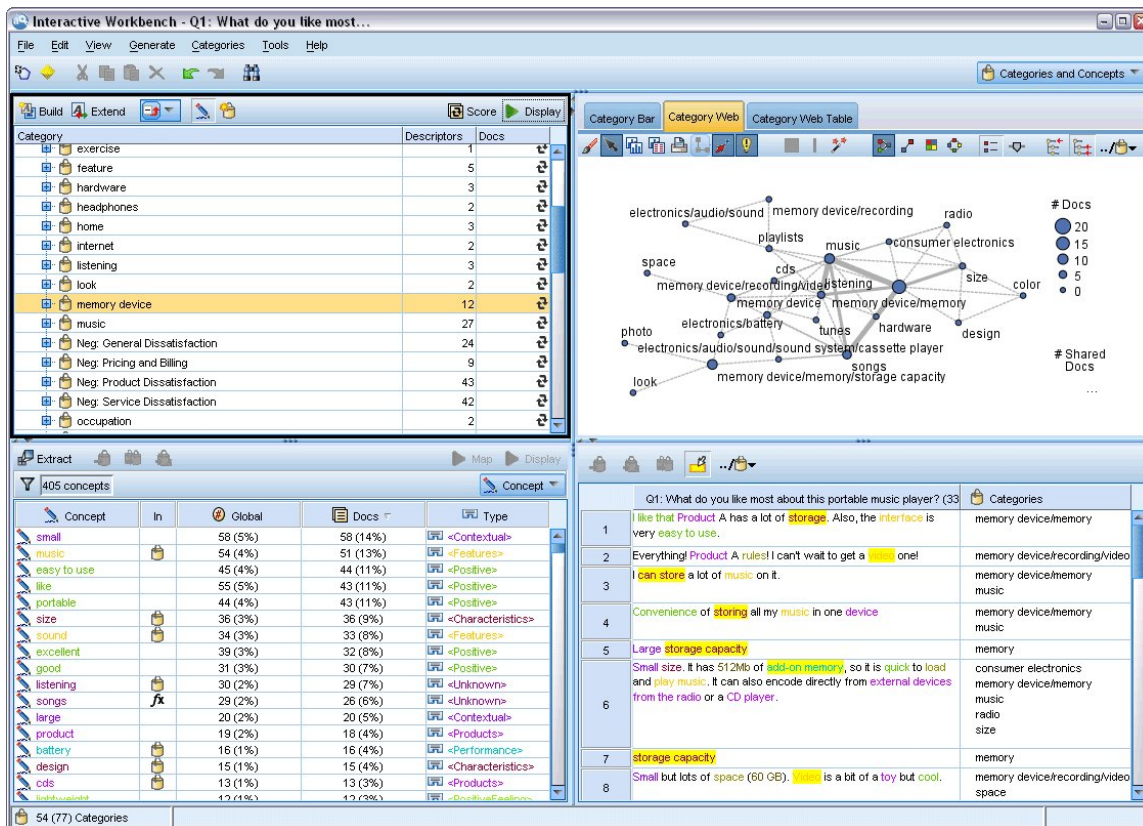 Interactive Workbench - Q1: What do you like most...
File Edit View Generate Categories Tools Help
Categories and Concepts
Build Extend Score Display
Category Descriptors Docs
exercise 1
feature 5
hardware 3
headphones 2
home 3
internet 2
listening 3
look 2
memory device 12
music 27
Neg: General Dissatisfaction 24
Neg: Pricing and Billing 9
Neg: Product Dissatisfaction 43
Neg: Service Dissatisfaction 42
occupation 2
Category Bar Category Web Category Web Table
../
electronics/audio/sound
memory device/recording
radio
playlists
music
consumer electronics
space
cds
size
memory device/recording/video
listening
color
memory device
memory device/memory
electronics/battery
tunes
hardware
design
photo
electronics/audio/sound/sound system/cassette player
songs
look
memory device/memory/storage capacity
# Docs
20
15
10
5
0
# Shared
Docs
...
Extract Map Display
405 concepts Concept
Concept In Global Docs Type
small 58 (5%) 58 (14%) <Contextual>
music 54 (4%) 51 (13%) <Features>
easy to use 45 (4%) 44 (11%) <Positive>
like 55 (5%) 43 (11%) <Positive>
portable 44 (4%) 43 (11%) <Positive>
size 36 (3%) 36 (9%) <Characteristics>
sound 34 (3%) 33 (8%) <Features>
excellent 39 (3%) 32 (8%) <Positive>
good 31 (3%) 30 (7%) <Positive>
listening 30 (2%) 29 (7%) <Unknown>
songs fx 29 (2%) 26 (6%) <Unknown>
large 20 (2%) 20 (5%) <Contextual>
product 19 (2%) 18 (4%) <Products>
battery 16 (1%) 16 (4%) <Performance>
design 15 (1%) 15 (4%) <Characteristics>
cds 13 (1%) 13 (3%) <Products>
lightweight 12 (1%) 12 (3%) <PositiveFeeling>
../
Q1: What do you like most about this portable music player? (33 Categories
1 I like that Product A has a lot of storage. Also, the interface is memory device/memory
very easy to use.
2 Everything! Product A rules! I can't wait to get a video one! memory device/recording/video
3 I can store a lot of music on it. memory device/memory
music
4 Convenience of storing all my music in one device memory device/memory
music
5 Large storage capacity memory
6 Small size. It has 512Mb of add-on memory, so it is quick to load consumer electronics
and play music. It can also encode directly from external devices memory device/memory
from the radio or a CD player. music
radio
size
7 storage capacity memory
8 Small but lots of space (60 GB). Video is a bit of a toy but cool. memory device/recording/video
space
54 (77) Categories